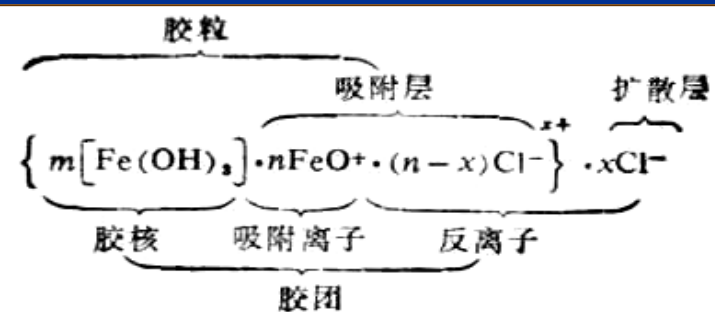 胶粒
吸附层 扩散层
{m[Fe(OH)₃]·nFeO⁺·(n−x)Cl⁻}ˣ⁺·xCl⁻
胶核 吸附离子 反离子
胶团